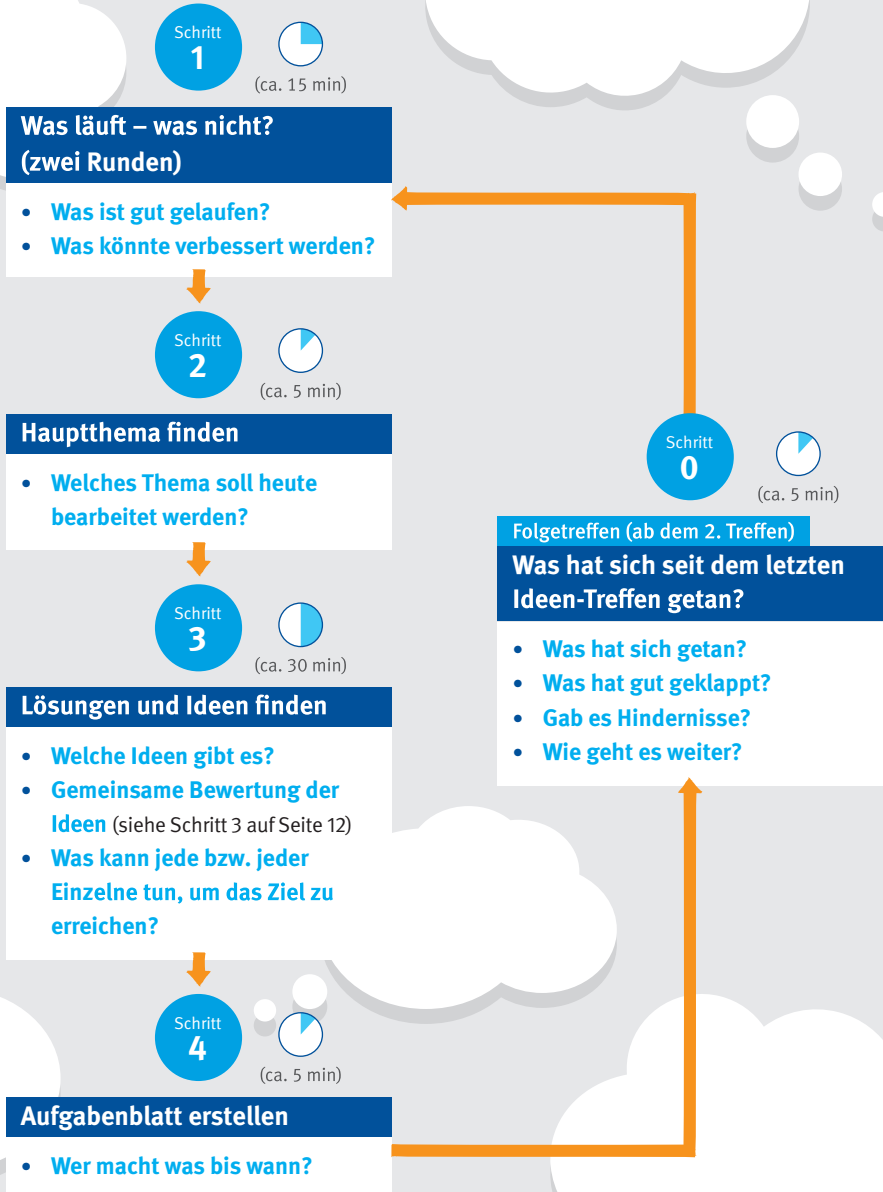 Schritt
1
(ca. 15 min)
Was läuft – was nicht?
(zwei Runden)
• Was ist gut gelaufen?
• Was könnte verbessert werden?
Schritt
2
(ca. 5 min)
Hauptthema finden
• Welches Thema soll heute
bearbeitet werden?
Schritt
3
(ca. 30 min)
Lösungen und Ideen finden
• Welche Ideen gibt es?
• Gemeinsame Bewertung der
Ideen (siehe Schritt 3 auf Seite 12)
• Was kann jede bzw. jeder
Einzelne tun, um das Ziel zu
erreichen?
Schritt
4
(ca. 5 min)
Aufgabenblatt erstellen
• Wer macht was bis wann?
Schritt
0
(ca. 5 min)
Folgetreffen (ab dem 2. Treffen)
Was hat sich seit dem letzten
Ideen-Treffen getan?
• Was hat sich getan?
• Was hat gut geklappt?
• Gab es Hindernisse?
• Wie geht es weiter?